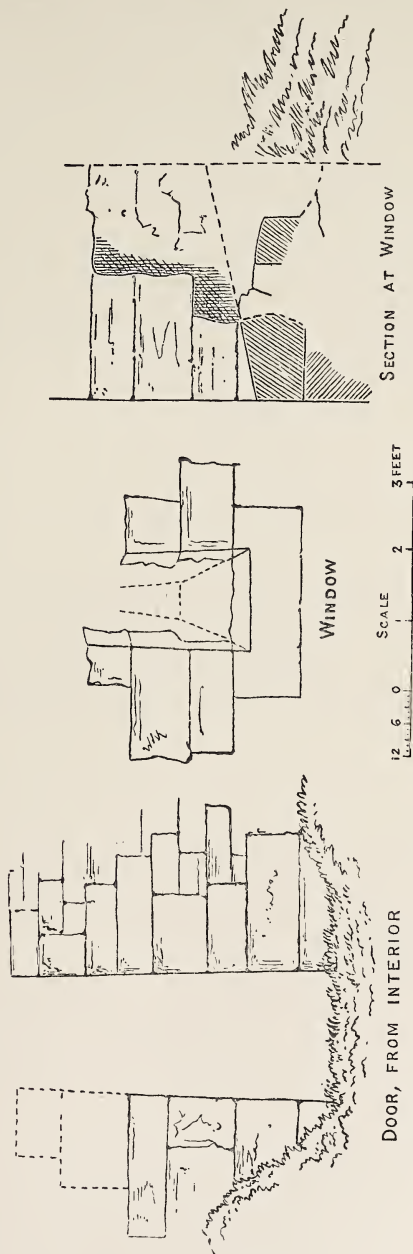 DOOR, FROM INTERIOR
WINDOW
SCALE
12 6 0 1 2 3 FEET
SECTION AT WINDOW